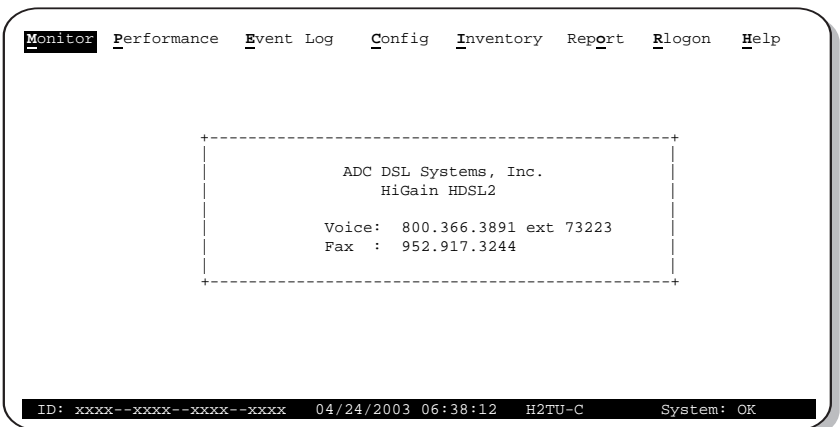 Monitor Performance Event Log Config Inventory Report Rlogon Help
ADC DSL Systems, Inc.
HiGain HDSL2
Voice: 800.366.3891 ext 73223
Fax : 952.917.3244
ID: xxxx--xxxx--xxxx--xxxx 04/24/2003 06:38:12 H2TU-C System: OK